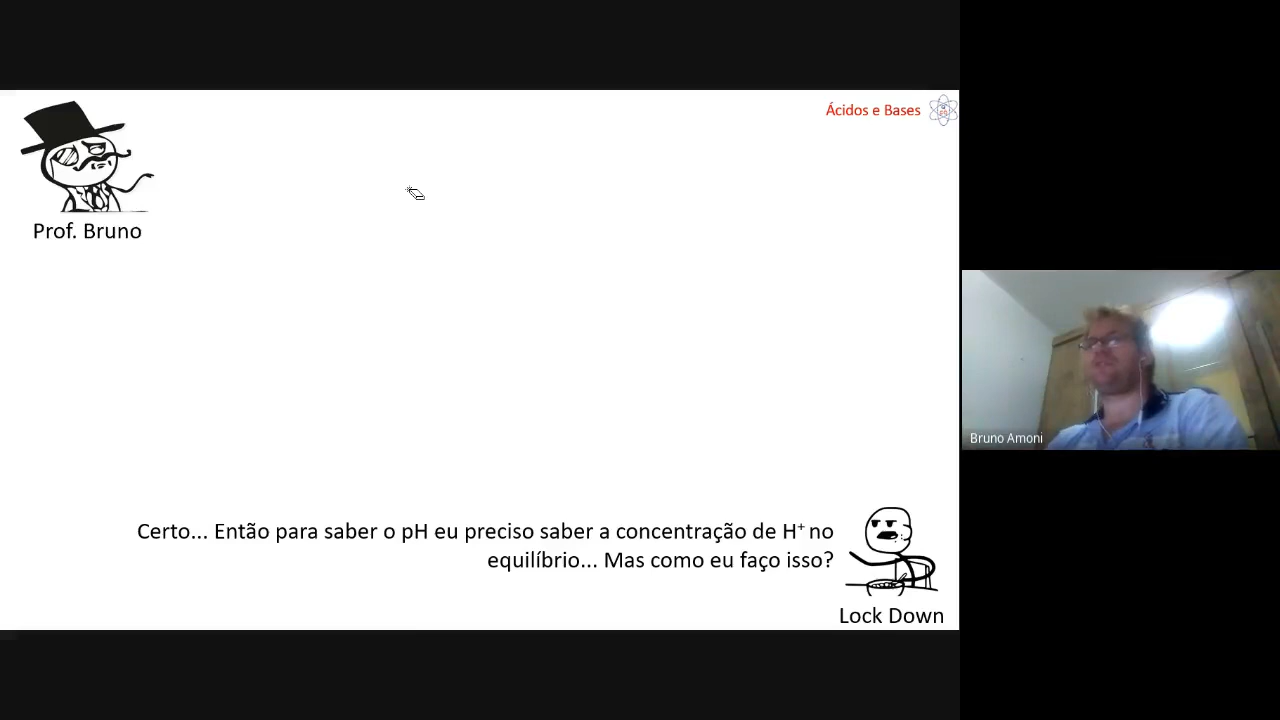 Ácidos e Bases
Prof. Bruno
Bruno Amoni
Certo... Então para saber o pH eu preciso saber a concentração de H⁺ no
equilíbrio... Mas como eu faço isso?
Lock Down